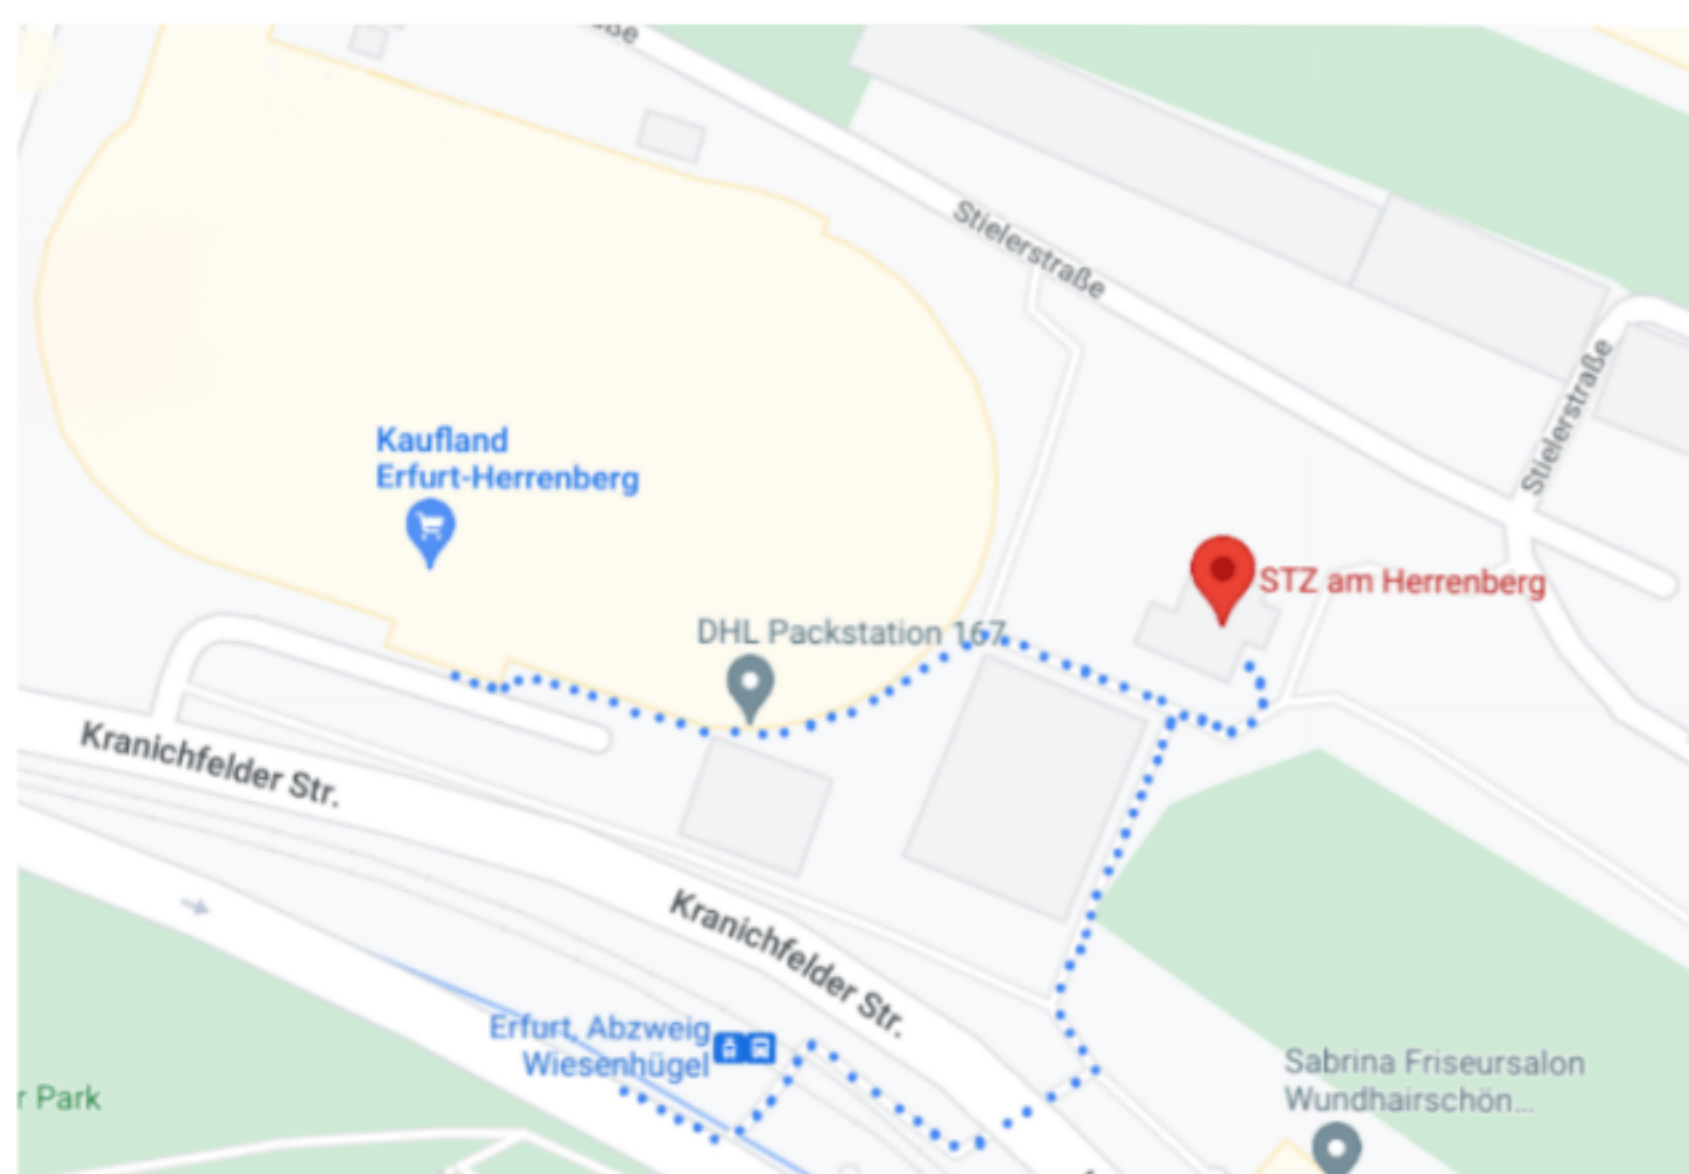 Stielerstraße
Stielerstraße
Kaufland
Erfurt-Herrenberg
STZ am Herrenberg
DHL Packstation 167
Kranichfelder Str.
Kranichfelder Str.
Erfurt, Abzweig
Wiesenhügel
Sabrina Friseursalon
Wundhairschön...
r Park